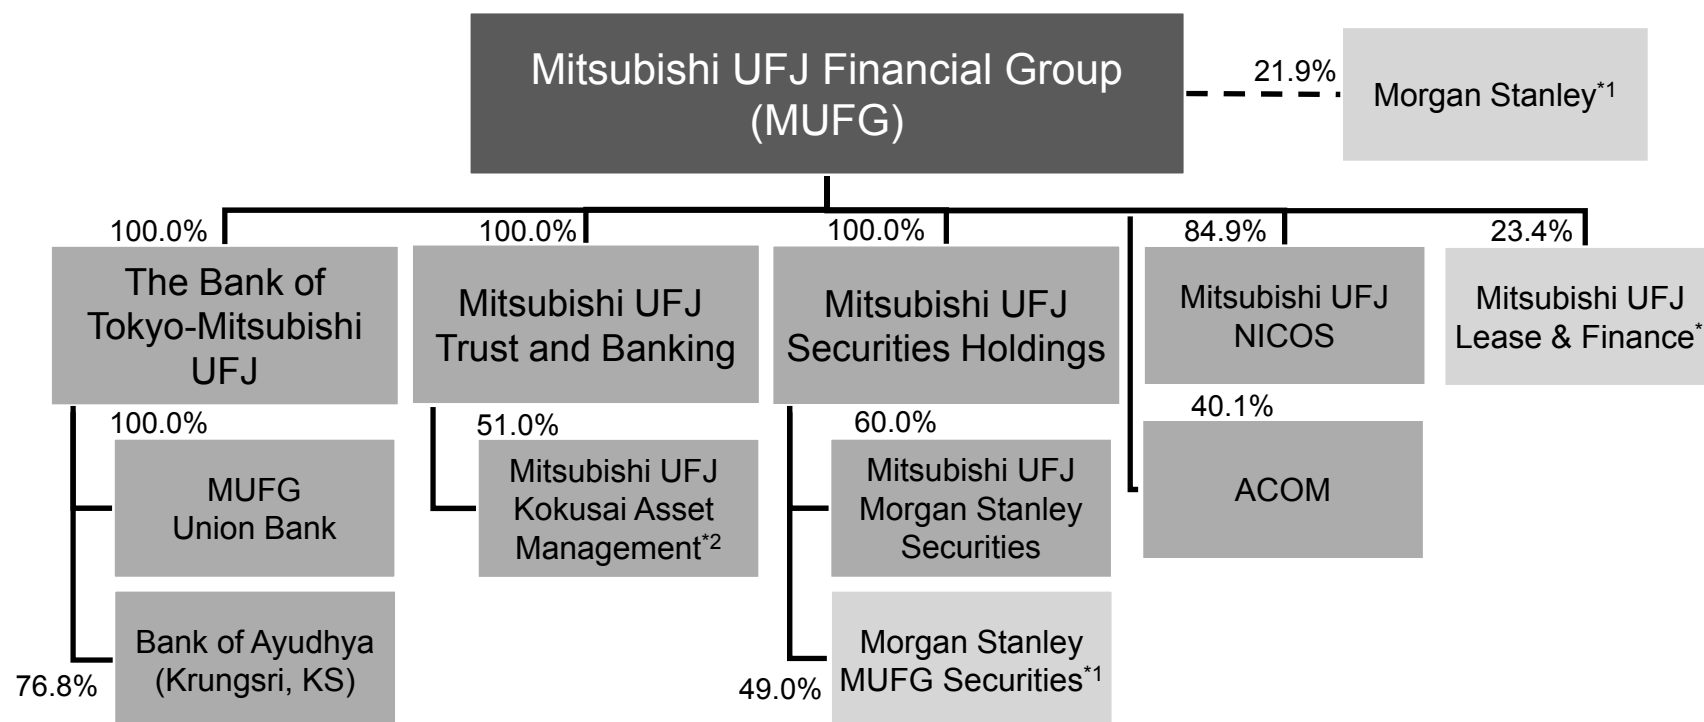 Mitsubishi UFJ Financial Group
(MUFG)
21.9%
Morgan Stanley*1
100.0%
The Bank of
Tokyo-Mitsubishi
UFJ
100.0%
Mitsubishi UFJ
Trust and Banking
100.0%
Mitsubishi UFJ
Securities Holdings
84.9%
Mitsubishi UFJ
NICOS
23.4%
Mitsubishi UFJ
Lease & Finance*
100.0%
MUFG
Union Bank
51.0%
Mitsubishi UFJ
Kokusai Asset
Management*2
60.0%
Mitsubishi UFJ
Morgan Stanley
Securities
40.1%
ACOM
76.8%
Bank of Ayudhya
(Krungsri, KS)
49.0%
Morgan Stanley
MUFG Securities*1